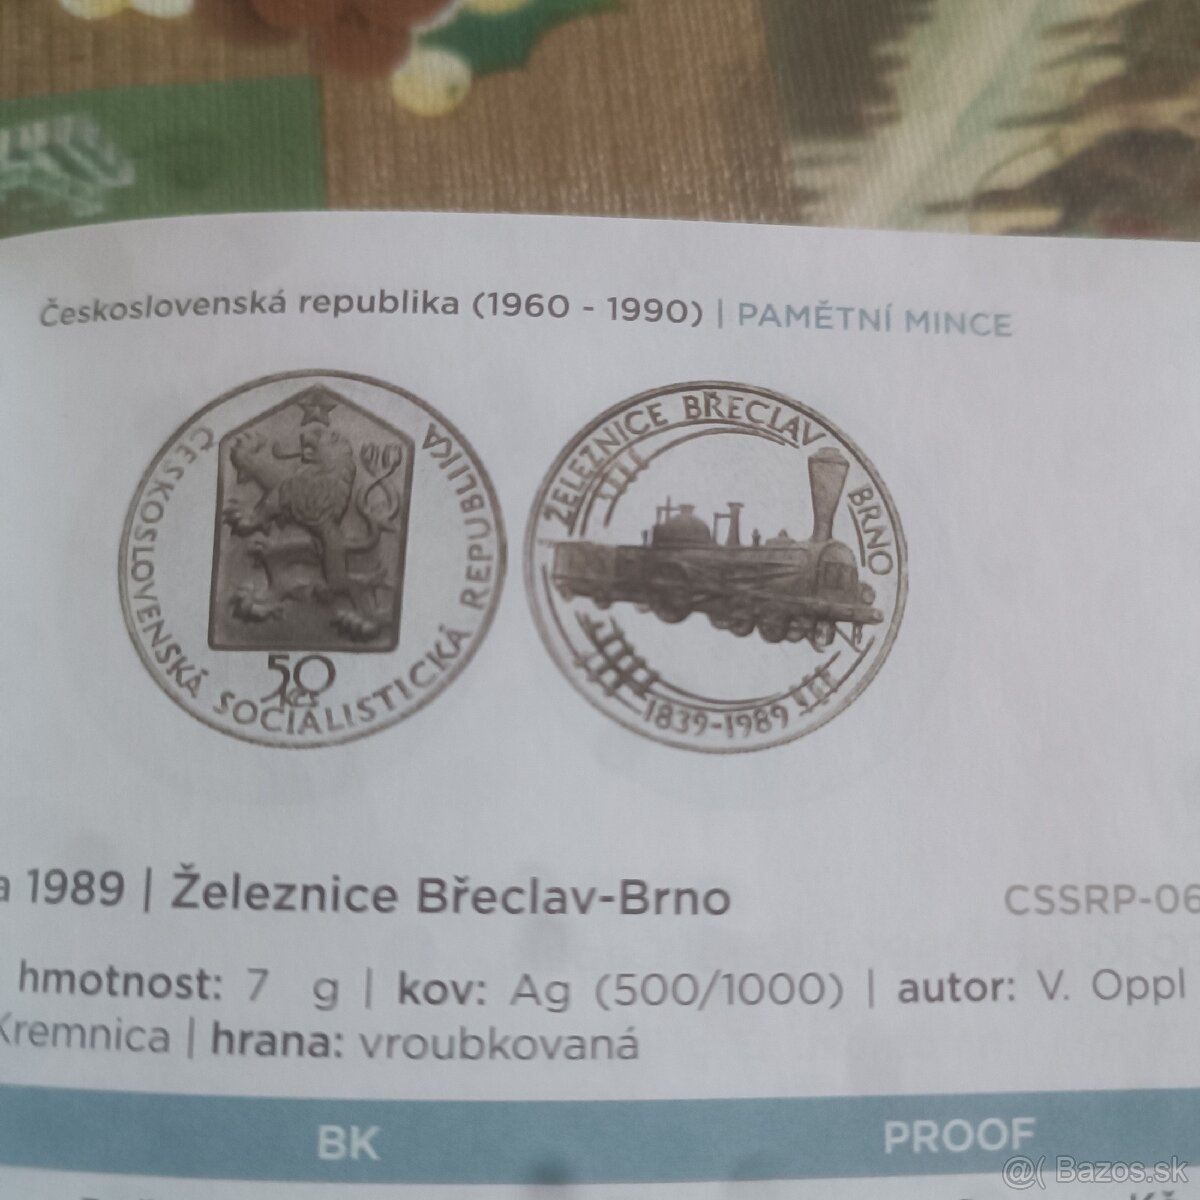 Československá republika (1960 - 1990) | PAMĚTNÍ MINCE
ČESKOSLOVENSKÁ SOCIALISTICKÁ REPUBLIKA
50
Kčs
ŽELEZNICE BŘECLAV BRNO
1839-1989
a 1989 | Železnice Břeclav-Brno
CSSRP-06
hmotnost: 7 g | kov: Ag (500/1000) | autor: V. Oppl
Kremnica | hrana: vroubkovaná
BK
PROOF
@( Bazos.sk